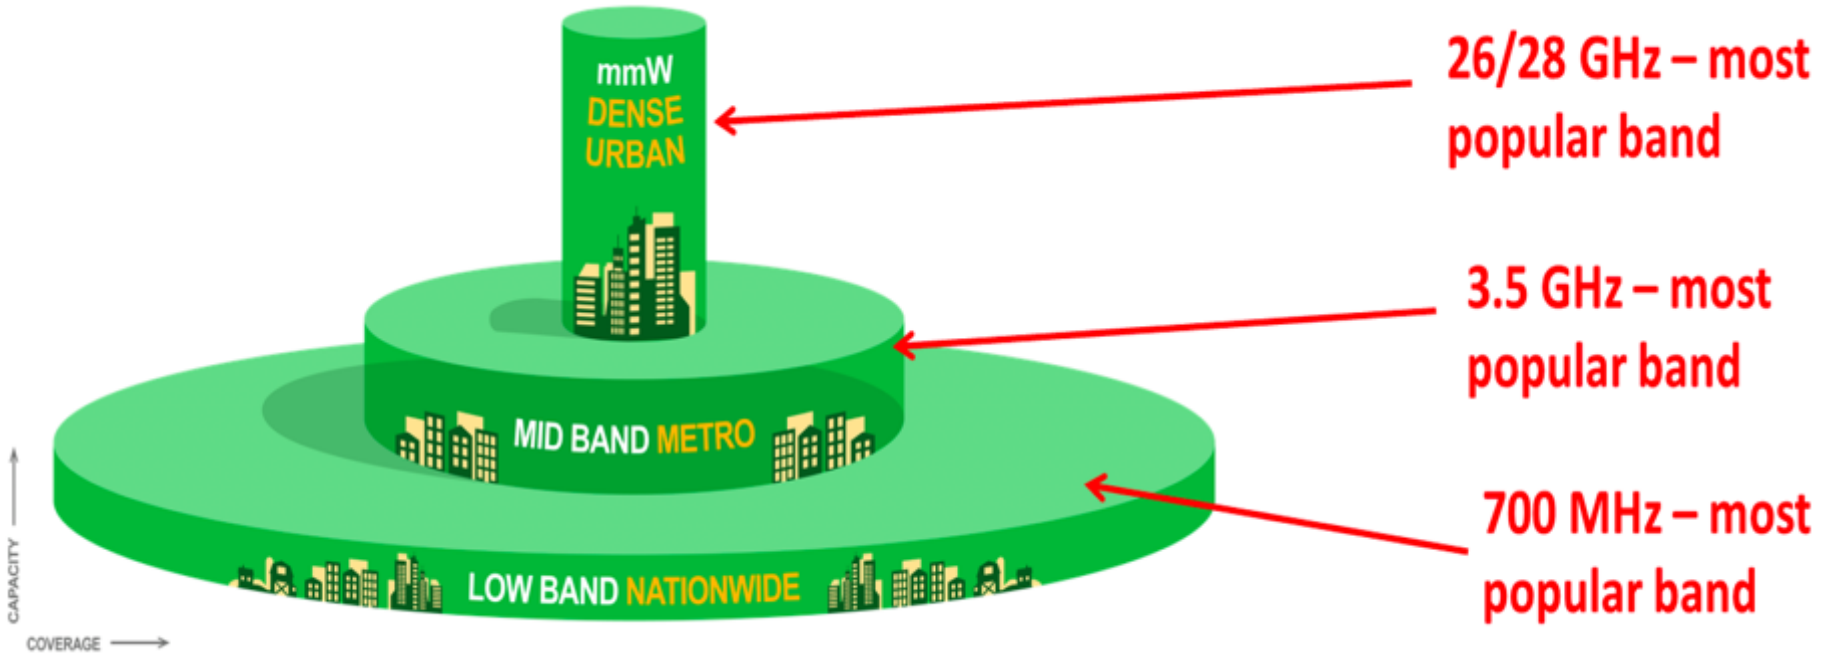 mmW
DENSE
URBAN
26/28 GHz – most
popular band
3.5 GHz – most
popular band
MID BAND METRO
700 MHz – most
popular band
LOW BAND NATIONWIDE
CAPACITY
COVERAGE